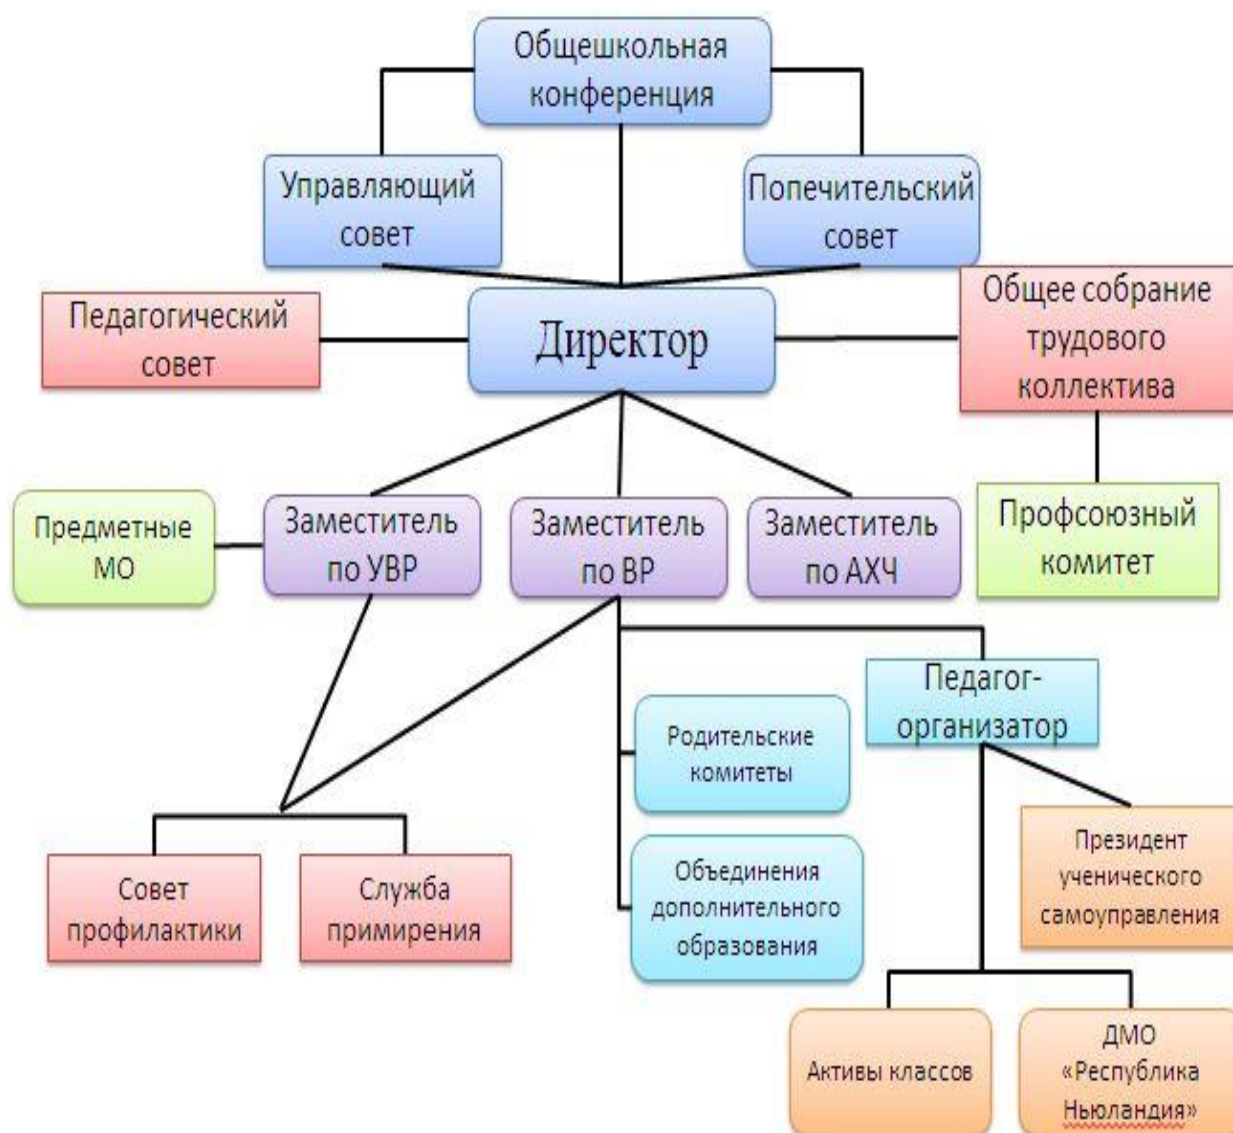 Общешкольная
конференция
Управляющий
совет
Попечительский
совет
Педагогический
совет
Директор
Общее собрание
трудового
коллектива
Предметные
МО
Заместитель
по УВР
Заместитель
по ВР
Заместитель
по АХЧ
Профсоюзный
комитет
Педагог-
организатор
Родительские
комитеты
Совет
профилактики
Служба
примирения
Объединения
дополнительного
образования
Президент
ученического
самоуправления
Активы классов
ДМО
«Республика
Ньюландия»